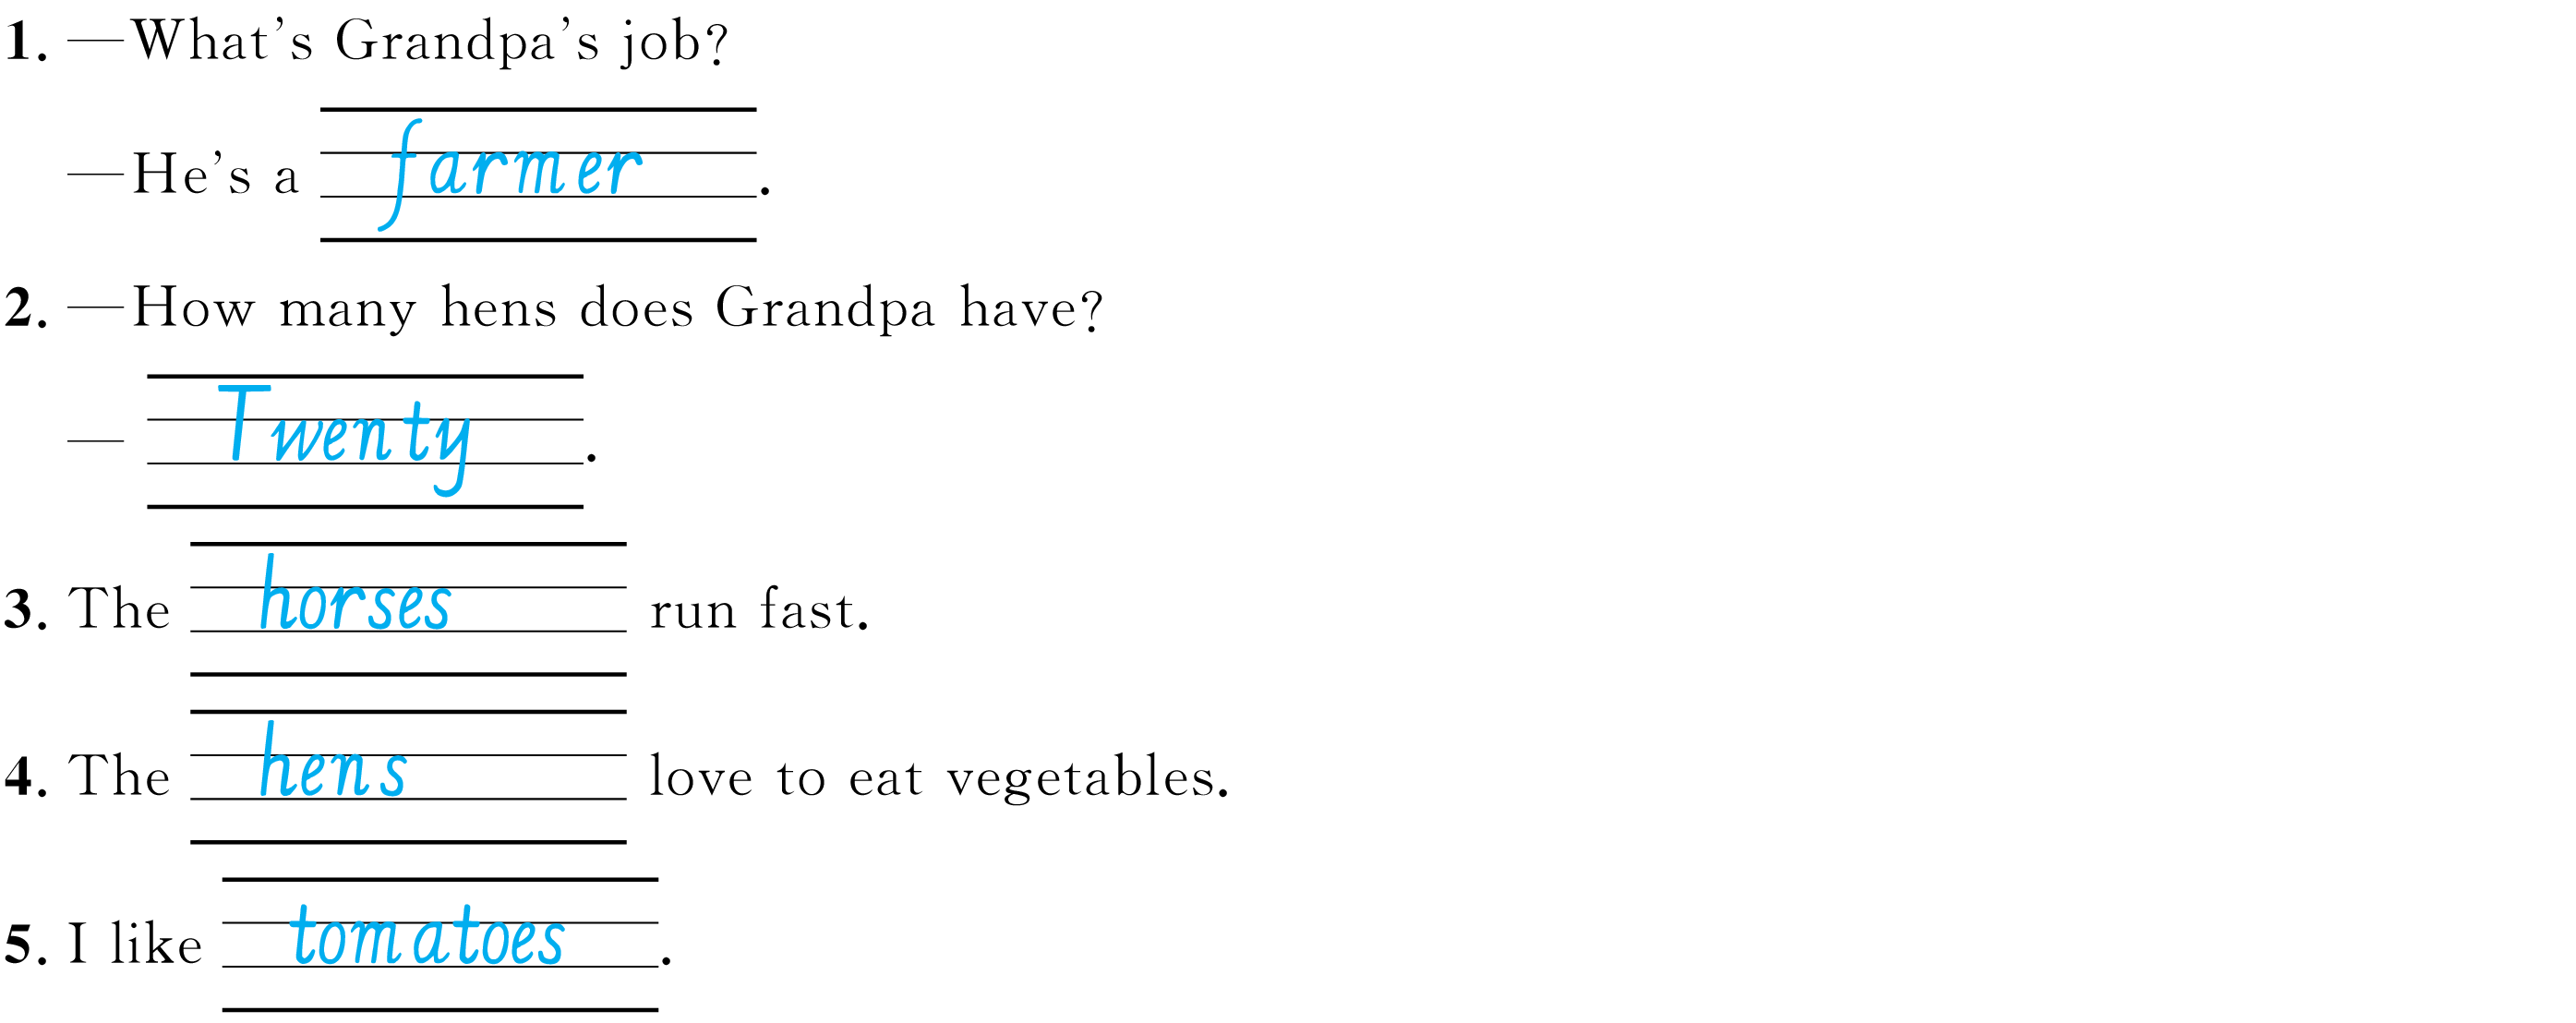 1. —What's Grandpa's job?
—He's a farmer.
2. —How many hens does Grandpa have?
— Twenty.
3. The horses run fast.
4. The hens love to eat vegetables.
5. I like tomatoes.